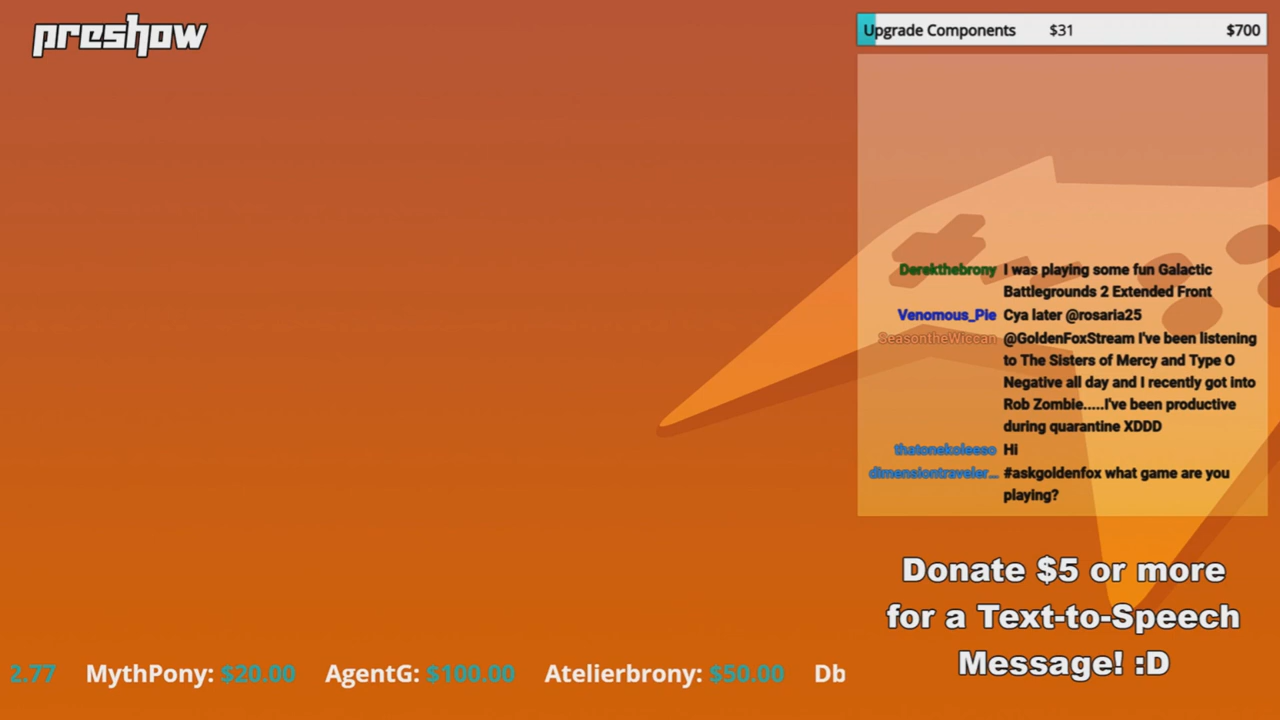 preshow
Upgrade Components $31 $700
Derekthebrony I was playing some fun Galactic
Battlegrounds 2 Extended Front
Venomous_Pie Cya later @rosaria25
SeasontheWiccan @GoldenFoxStream I've been listening
to The Sisters of Mercy and Type O
Negative all day and I recently got into
Rob Zombie.....I've been productive
during quarantine XDDD
thatonekoleeso Hi
dimensiontraveler... #askgoldenfox what game are you
playing?
Donate $5 or more
for a Text-to-Speech
Message! :D
2.77 MythPony: $20.00 AgentG: $100.00 Atelierbrony: $50.00 Db